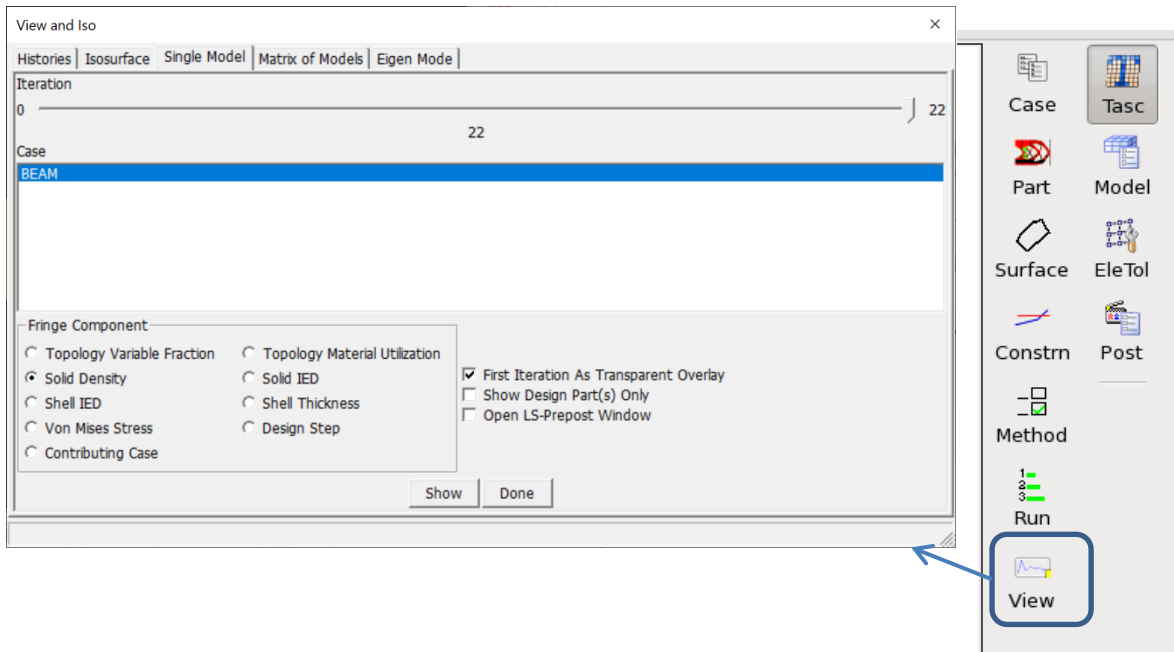 View and Iso
Histories Isosurface Single Model Matrix of Models Eigen Mode
Iteration
0 22
22
Case
BEAM
Fringe Component
Topology Variable Fraction Topology Material Utilization
Solid Density Solid IED
Shell IED Shell Thickness
Von Mises Stress Design Step
Contributing Case
First Iteration As Transparent Overlay
Show Design Part(s) Only
Open LS-Prepost Window
Show Done
Case Tasc
Part Model
Surface EleTol
Constrn Post
Method
1
2
3
Run
View